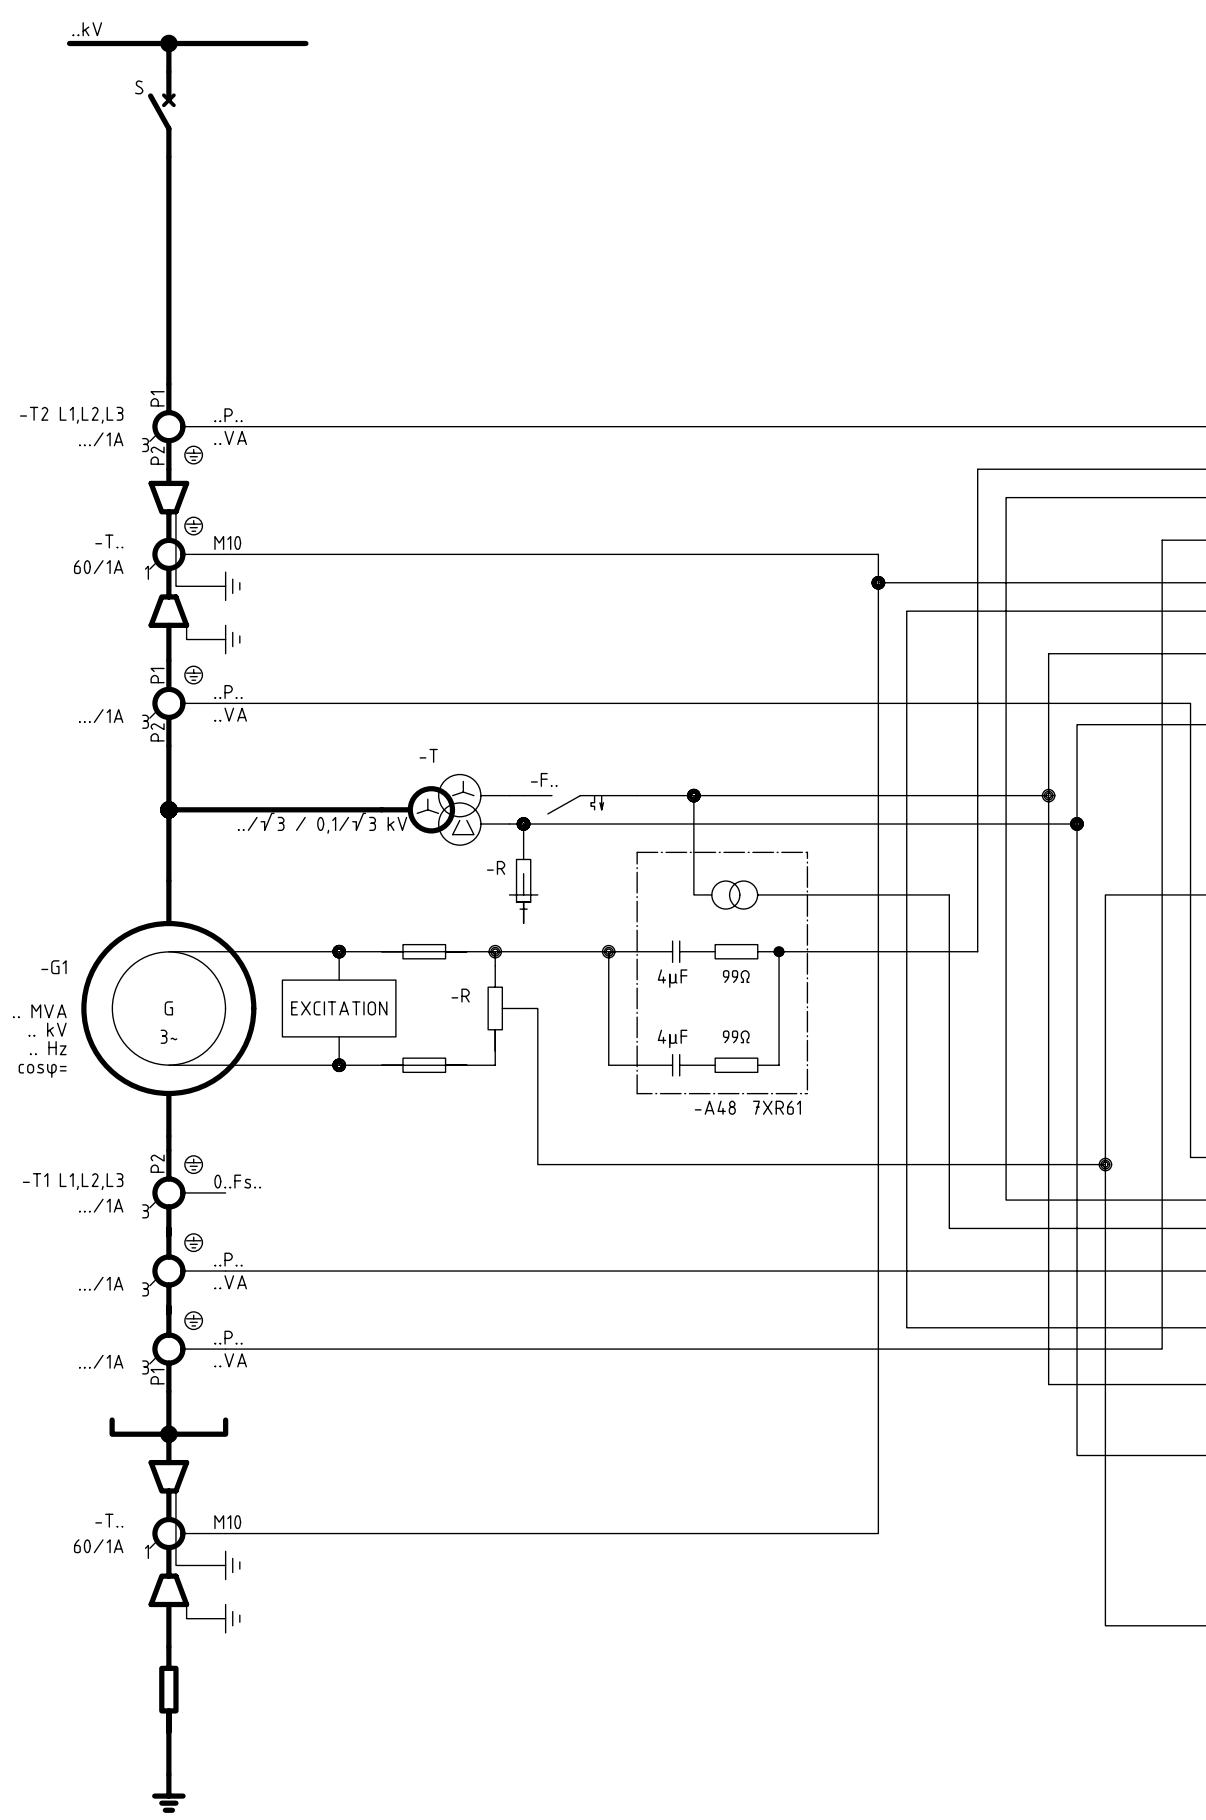 ..kV
S
P1
-T2 L1,L2,L3
..P..
.../1A
3
..VA
P2
-T..
M10
60/1A
1
P1
..P..
.../1A
3
..VA
P2
-T
-F..
../√3 / 0,1/√3 kV
-R
-G1
4µF
99Ω
.. MVA
G
EXCITATION
-R
.. kV
3~
4µF
99Ω
.. Hz
cosφ=
-A48 7XR61
P2
-T1 L1,L2,L3
0..Fs..
.../1A
3
..P..
.../1A
3
..VA
..P..
.../1A
3
..VA
P1
-T..
M10
60/1A
1